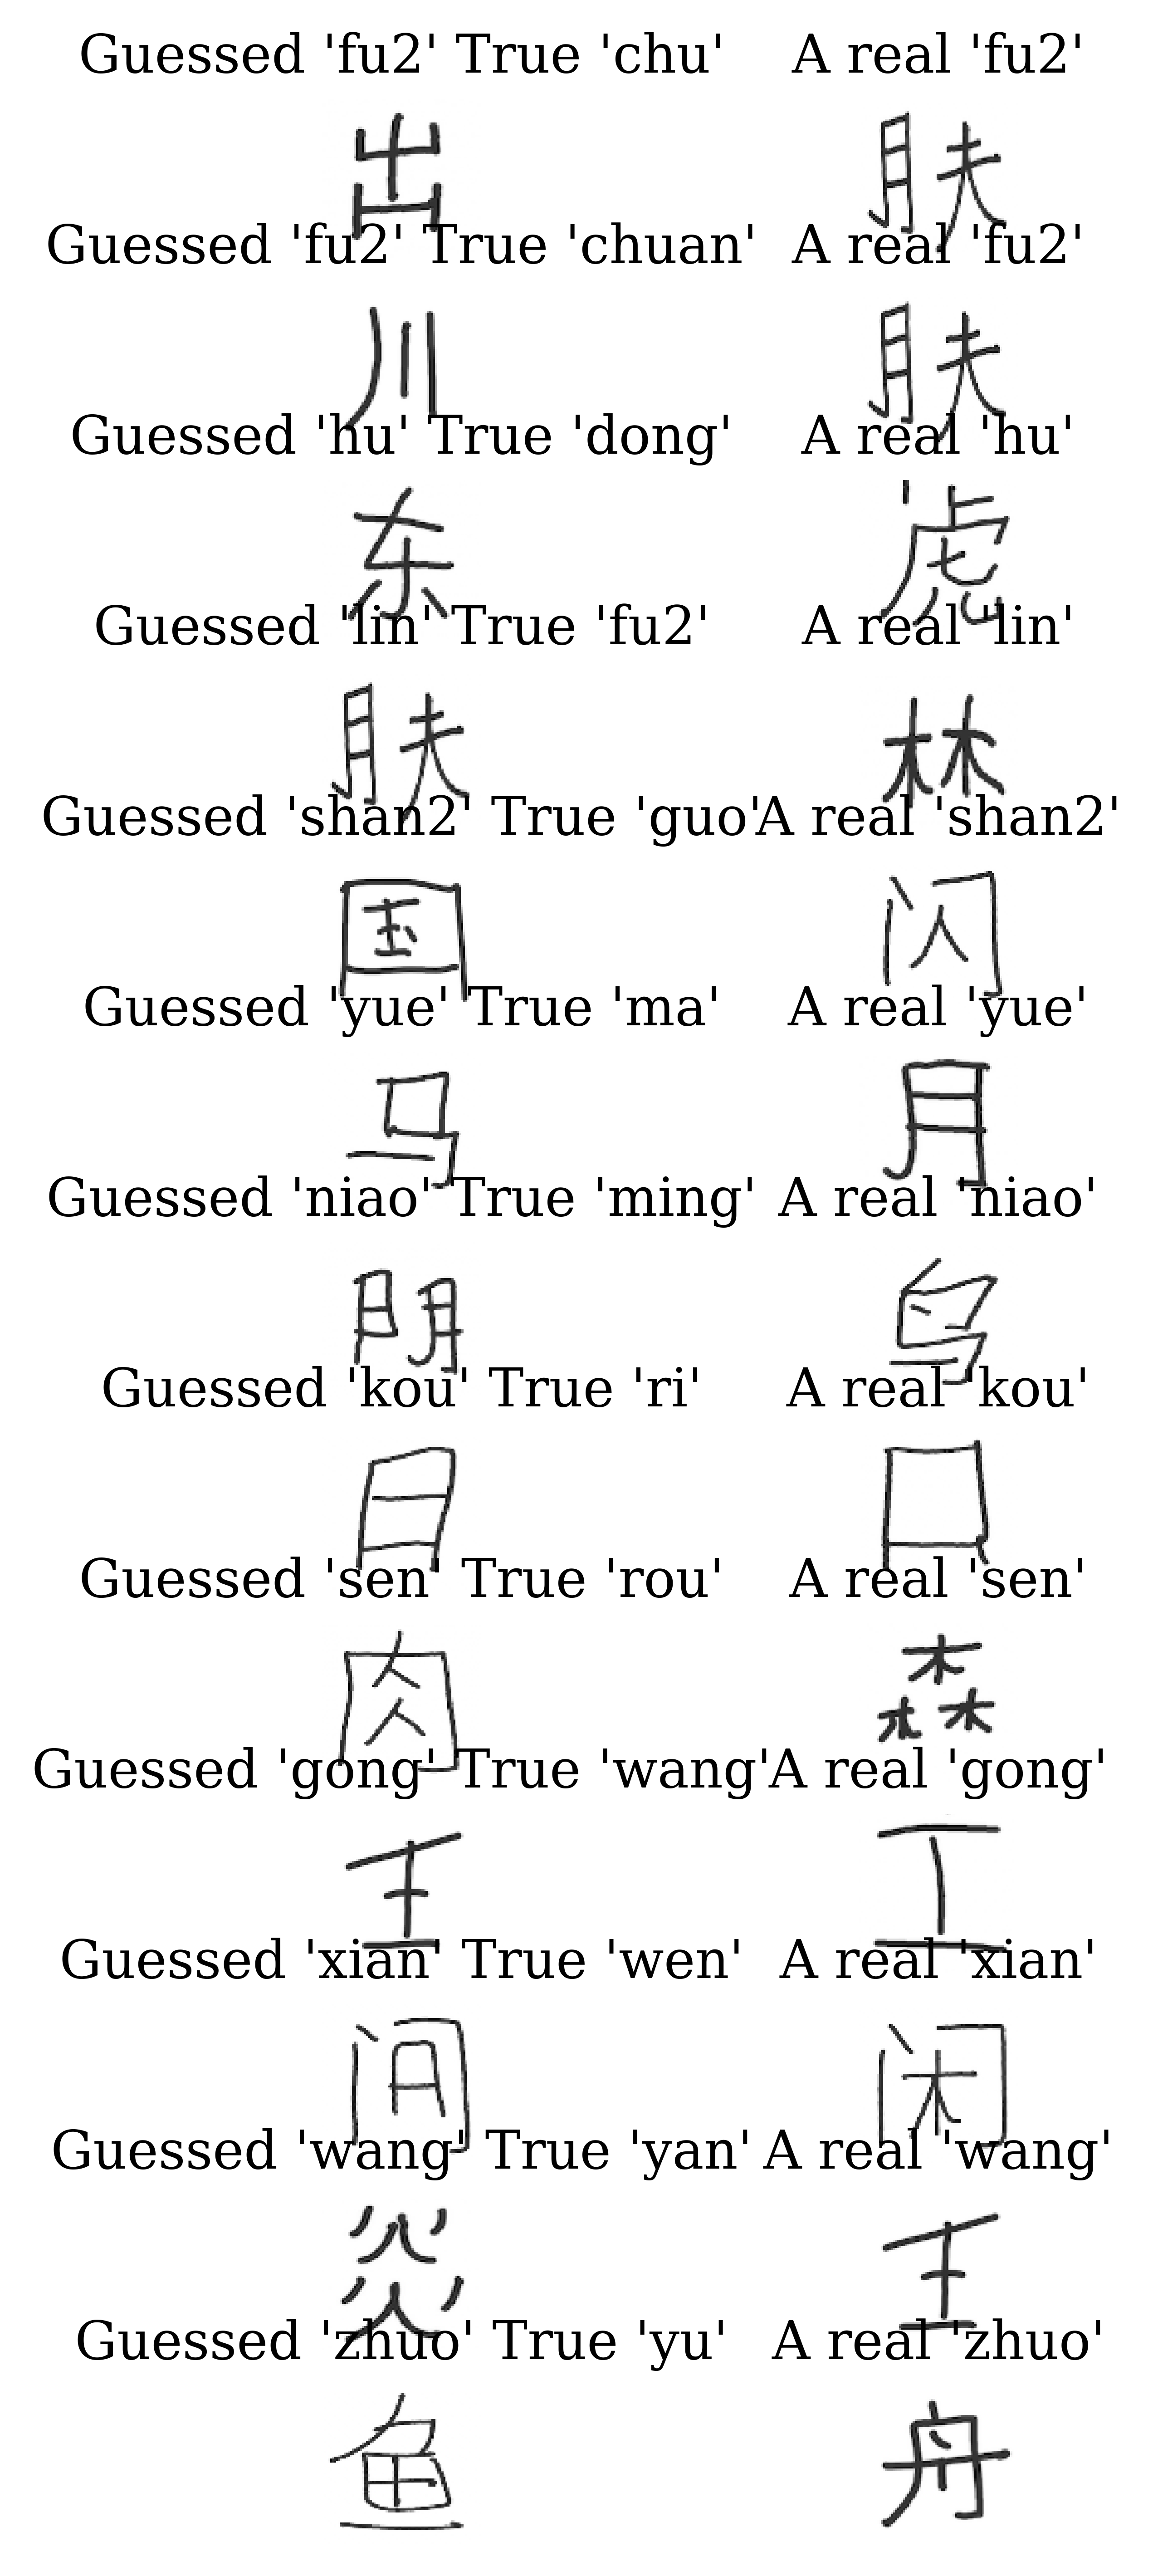 Guessed 'fu2' True 'chu' A real 'fu2'
出 肤
Guessed 'fu2' True 'chuan' A real 'fu2'
川 肤
Guessed 'hu' True 'dong' A real 'hu'
东 虎
Guessed 'lin' True 'fu2' A real 'lin'
肤 林
Guessed 'shan2' True 'guo' A real 'shan2'
国 闪
Guessed 'yue' True 'ma' A real 'yue'
马 月
Guessed 'niao' True 'ming' A real 'niao'
明 鸟
Guessed 'kou' True 'ri' A real 'kou'
日 口
Guessed 'sen' True 'rou' A real 'sen'
肉 森
Guessed 'gong' True 'wang' A real 'gong'
王 工
Guessed 'xian' True 'wen' A real 'xian'
问 闲
Guessed 'wang' True 'yan' A real 'wang'
炎 王
Guessed 'zhuo' True 'yu' A real 'zhuo'
鱼 舟